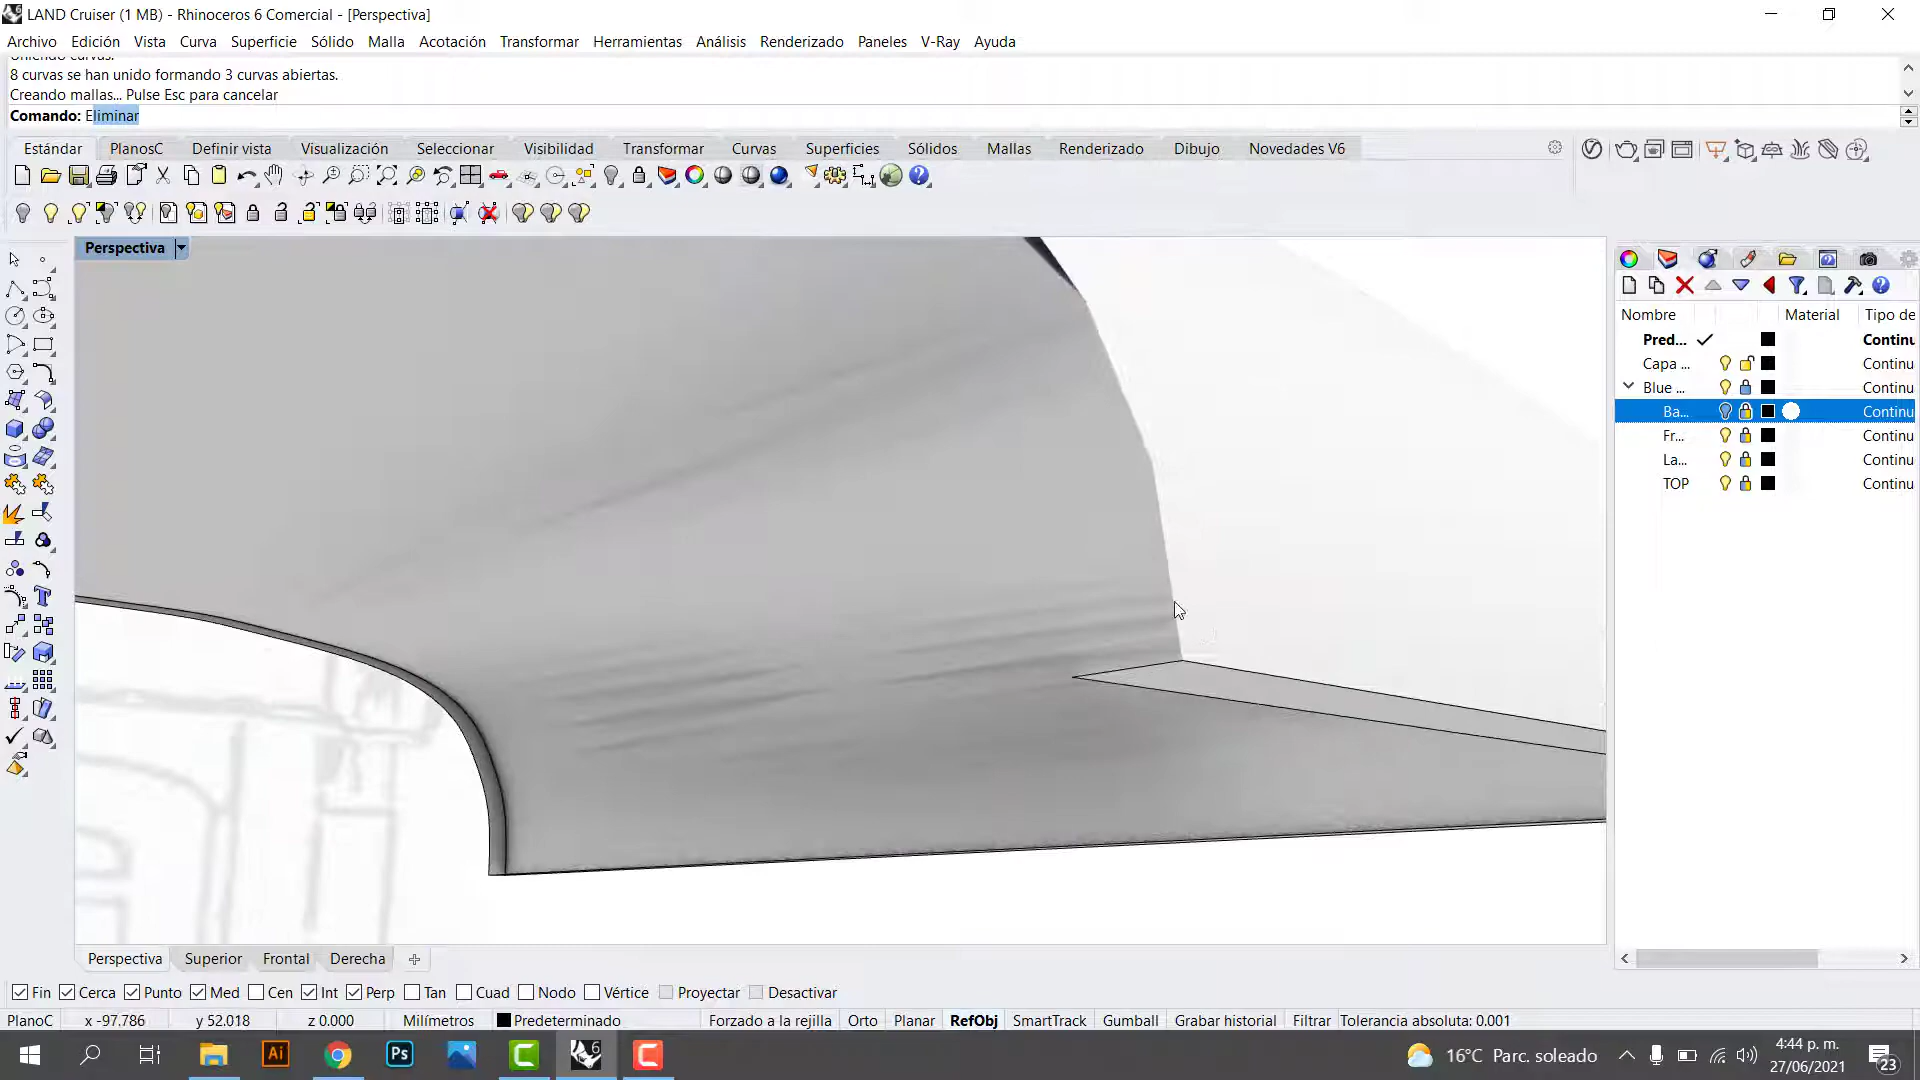 LAND Cruiser (1 MB) - Rhinoceros 6 Comercial - [Perspectiva]
Archivo Edición Vista Curva Superficie Sólido Malla Acotación Transformar Herramientas Análisis Renderizado Paneles V-Ray Ayuda
Uniendo curvas.
8 curvas se han unido formando 3 curvas abiertas.
Creando mallas... Pulse Esc para cancelar
Comando: Eliminar
Estándar PlanosC Definir vista Visualización Seleccionar Visibilidad Transformar Curvas Superficies Sólidos Mallas Renderizado Dibujo Novedades V6
Perspectiva
Nombre Material Tipo de
Pred... Continu
Capa ... Continu
Blue ... Continu
Ba... Continu
Fr... Continu
La... Continu
TOP Continu
Perspectiva Superior Frontal Derecha
Fin Cerca Punto Med Cen Int Perp Tan Cuad Nodo Vértice Proyectar Desactivar
PlanoC x -97.786 y 52.018 z 0.000 Milímetros Predeterminado Forzado a la rejilla Orto Planar RefObj SmartTrack Gumball Grabar historial Filtrar Tolerancia absoluta: 0.001
Ai Ps 6 16°C Parc. soleado 4:44 p. m.
27/06/2021 23